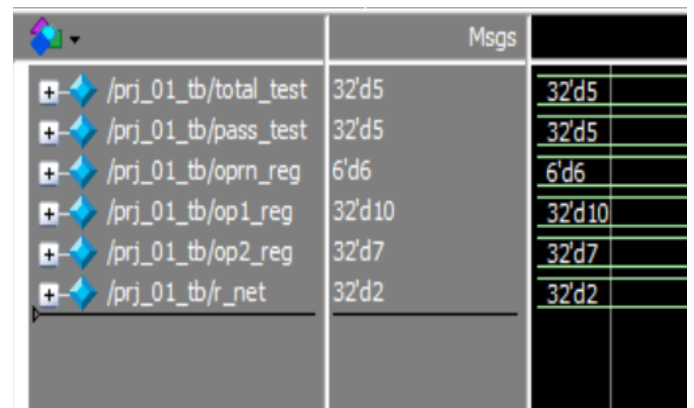 Msgs
/prj_01_tb/total_test 32'd5 32'd5
/prj_01_tb/pass_test 32'd5 32'd5
/prj_01_tb/oprn_reg 6'd6 6'd6
/prj_01_tb/op1_reg 32'd10 32'd10
/prj_01_tb/op2_reg 32'd7 32'd7
/prj_01_tb/r_net 32'd2 32'd2